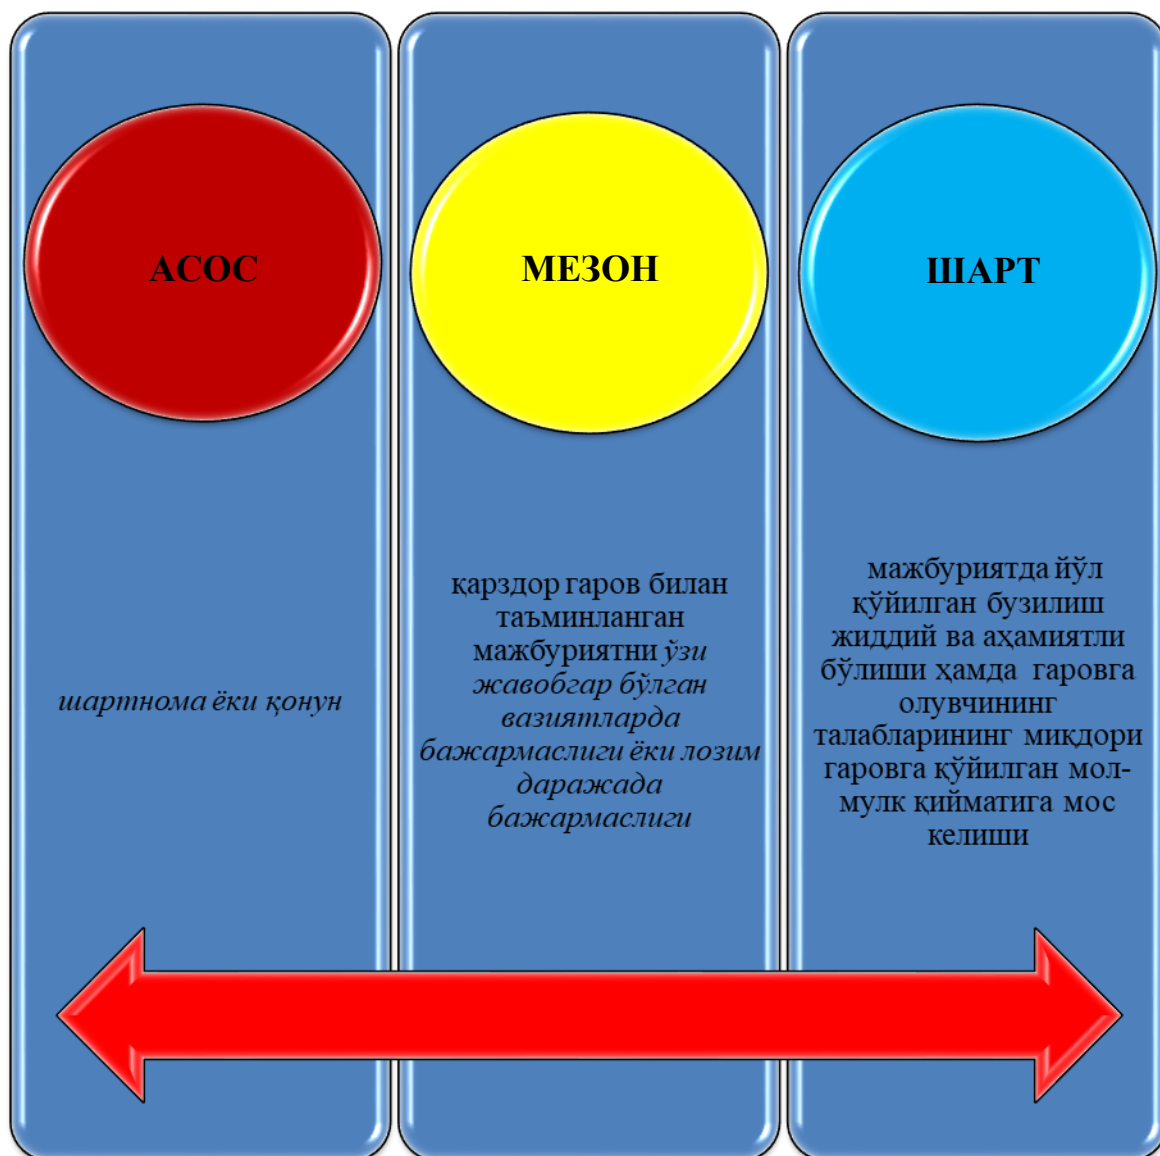 АСОС
шартнома ёки қонун
МЕЗОН
қарздор гаров билан
таъминланган
мажбуриятни ўзи
жавобгар бўлган
вазиятларда
бажармаслиги ёки лозим
даражада
бажармаслиги
ШАРТ
мажбуриятда йўл
қўйилган бузилиш
жиддий ва аҳамиятли
бўлиши ҳамда гаровга
олувчининг
талабларининг миқдори
гаровга қўйилган мол-
мулк қийматига мос
келиши